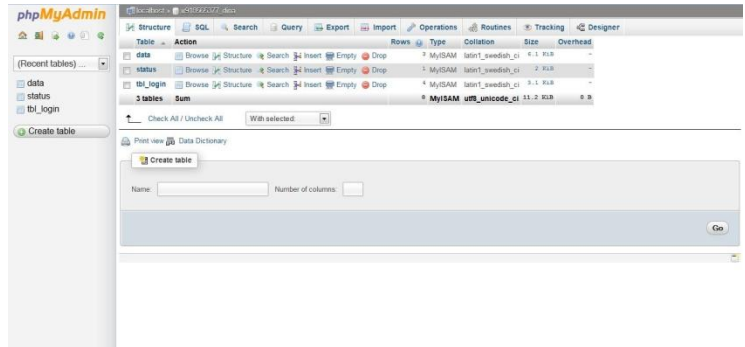 phpMyAdmin
(Recent tables) ...
data
status
tbl_login
Create table
localhost »
Structure SQL Search Query Export Import Operations Routines Tracking Designer
Table Action Rows Type Collation Size Overhead
data Browse Structure Search Insert Empty Drop MyISAM latin1_swedish_ci KiB -
status Browse Structure Search Insert Empty Drop 1 MyISAM latin1_swedish_ci 2 KiB -
tbl_login Browse Structure Search Insert Empty Drop 4 MyISAM latin1_swedish_ci 3.1 KiB -
3 tables Sum MyISAM utf8_unicode_ci 11.2 KiB 0 B
Check All / Uncheck All With selected:
Print view Data Dictionary
Create table
Name: Number of columns:
Go